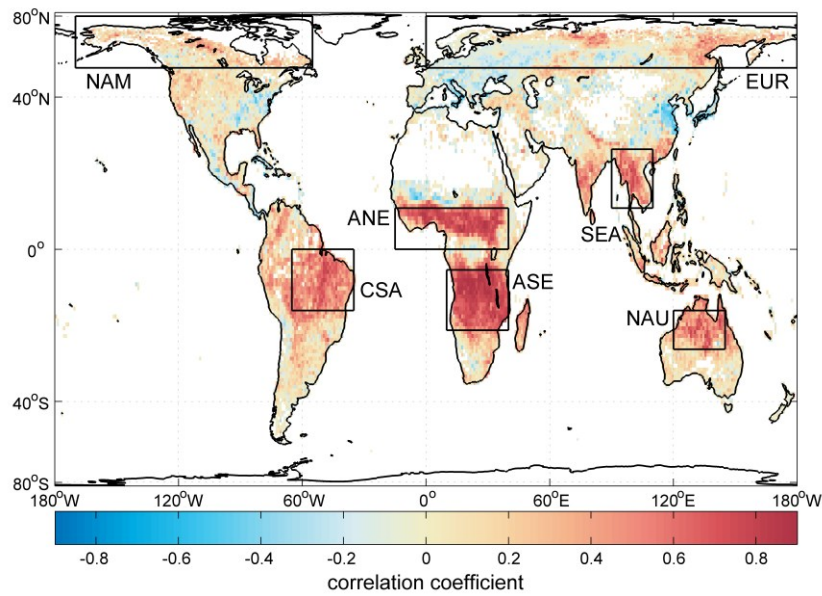 80°N
NAM
EUR
40°N
ANE
SEA
0°
CSA
ASE
NAU
40°S
80°S
180°W 120°W 60°W 0° 60°E 120°E 180°W
-0.8 -0.6 -0.4 -0.2 0 0.2 0.4 0.6 0.8
correlation coefficient